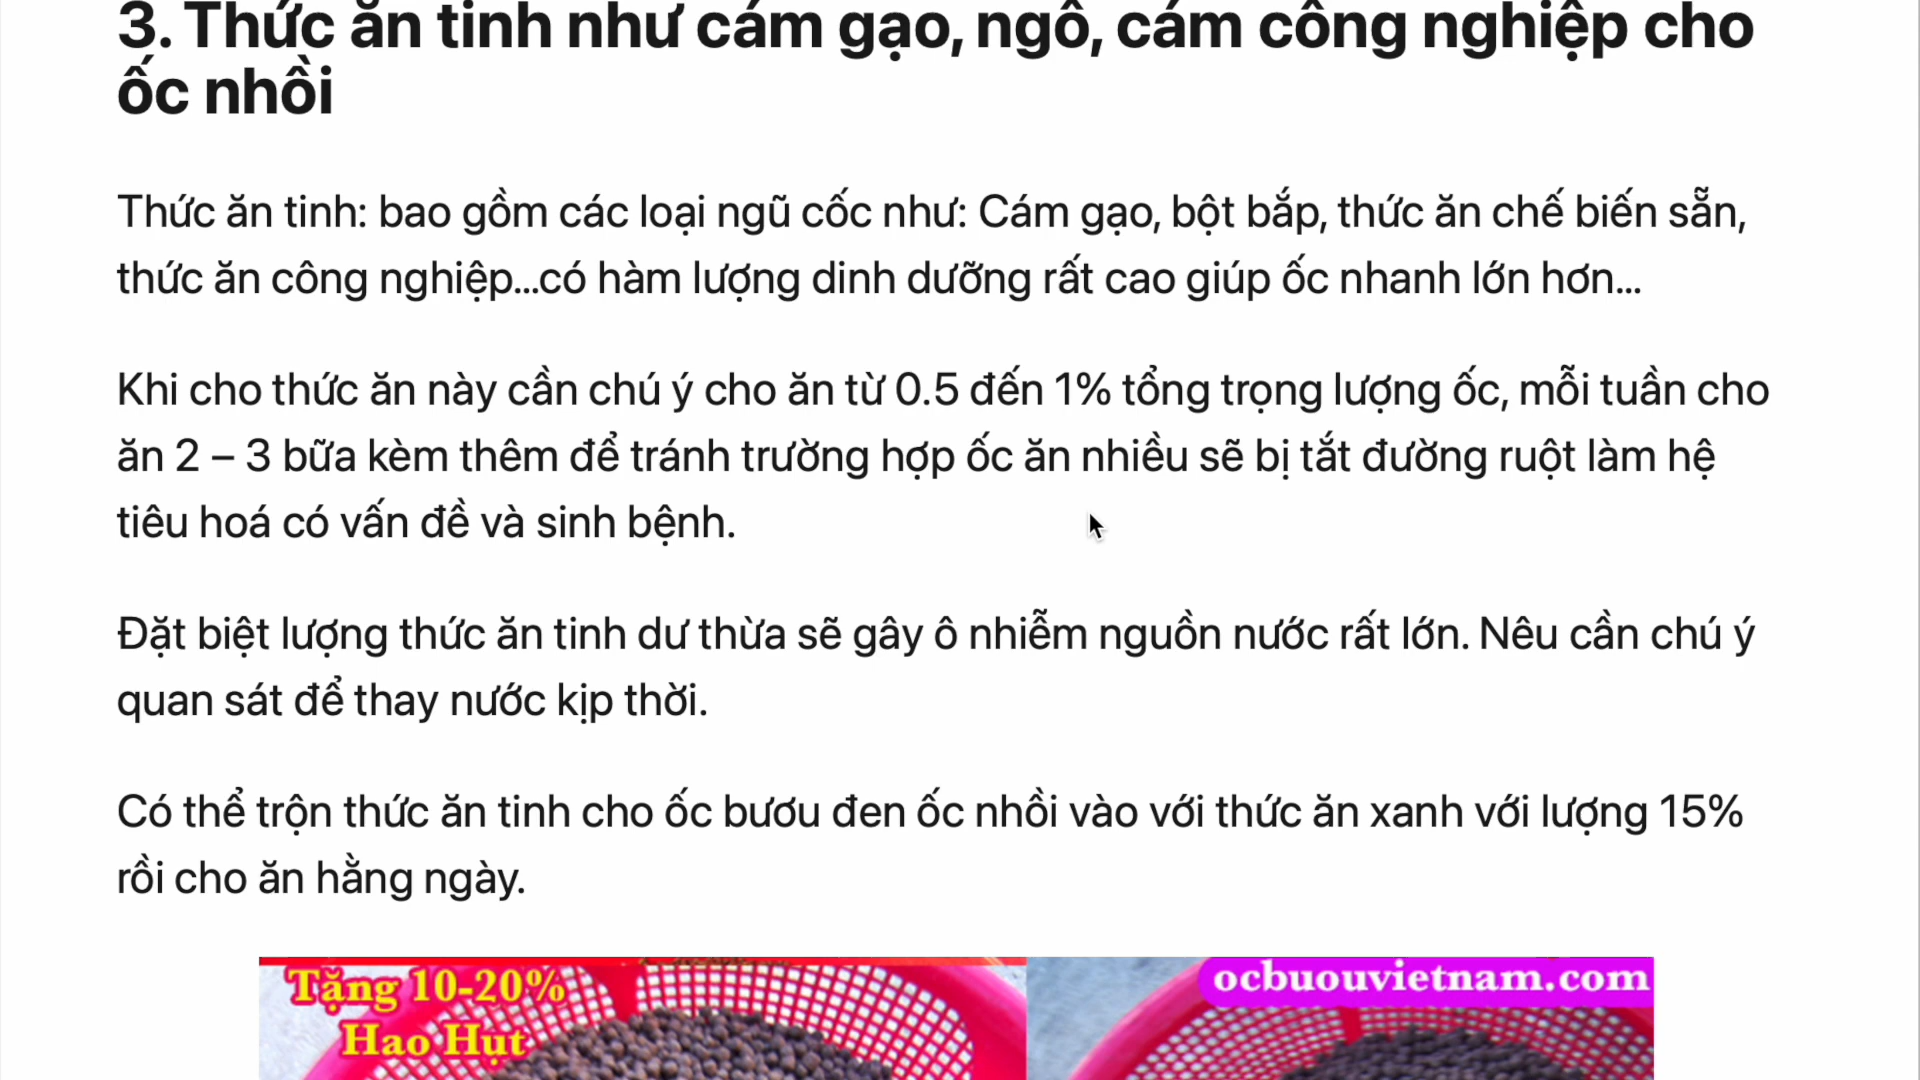 3. Thức ăn tinh như cám gạo, ngô, cám công nghiệp cho
ốc nhồi
Thức ăn tinh: bao gồm các loại ngũ cốc như: Cám gạo, bột bắp, thức ăn chế biến sẵn,
thức ăn công nghiệp...có hàm lượng dinh dưỡng rất cao giúp ốc nhanh lớn hơn...
Khi cho thức ăn này cần chú ý cho ăn từ 0.5 đến 1% tổng trọng lượng ốc, mỗi tuần cho
ăn 2 – 3 bữa kèm thêm để tránh trường hợp ốc ăn nhiều sẽ bị tắt đường ruột làm hệ
tiêu hoá có vấn đề và sinh bệnh.
Đặt biệt lượng thức ăn tinh dư thừa sẽ gây ô nhiễm nguồn nước rất lớn. Nêu cần chú ý
quan sát để thay nước kịp thời.
Có thể trộn thức ăn tinh cho ốc bươu đen ốc nhồi vào với thức ăn xanh với lượng 15%
rồi cho ăn hằng ngày.
Tặng 10-20%
Hao Hụt
ocbuouvietnam.com